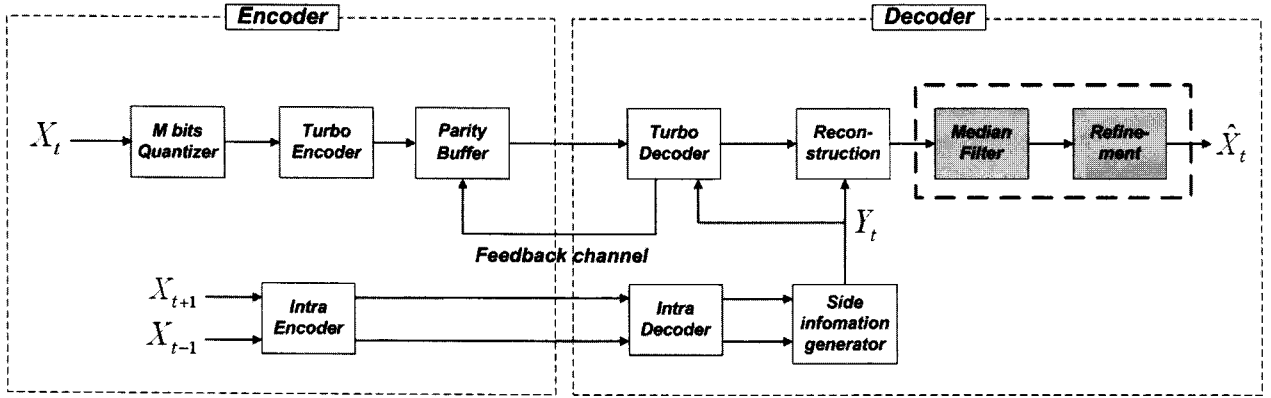 Encoder
Decoder
X_t
M bits
Quantizer
Turbo
Encoder
Parity
Buffer
Turbo
Decoder
Recon-
struction
Median
Filter
Refine-
ment
X̂_t
Feedback channel
Y_t
X_{t+1}
X_{t-1}
Intra
Encoder
Intra
Decoder
Side
infomation
generator